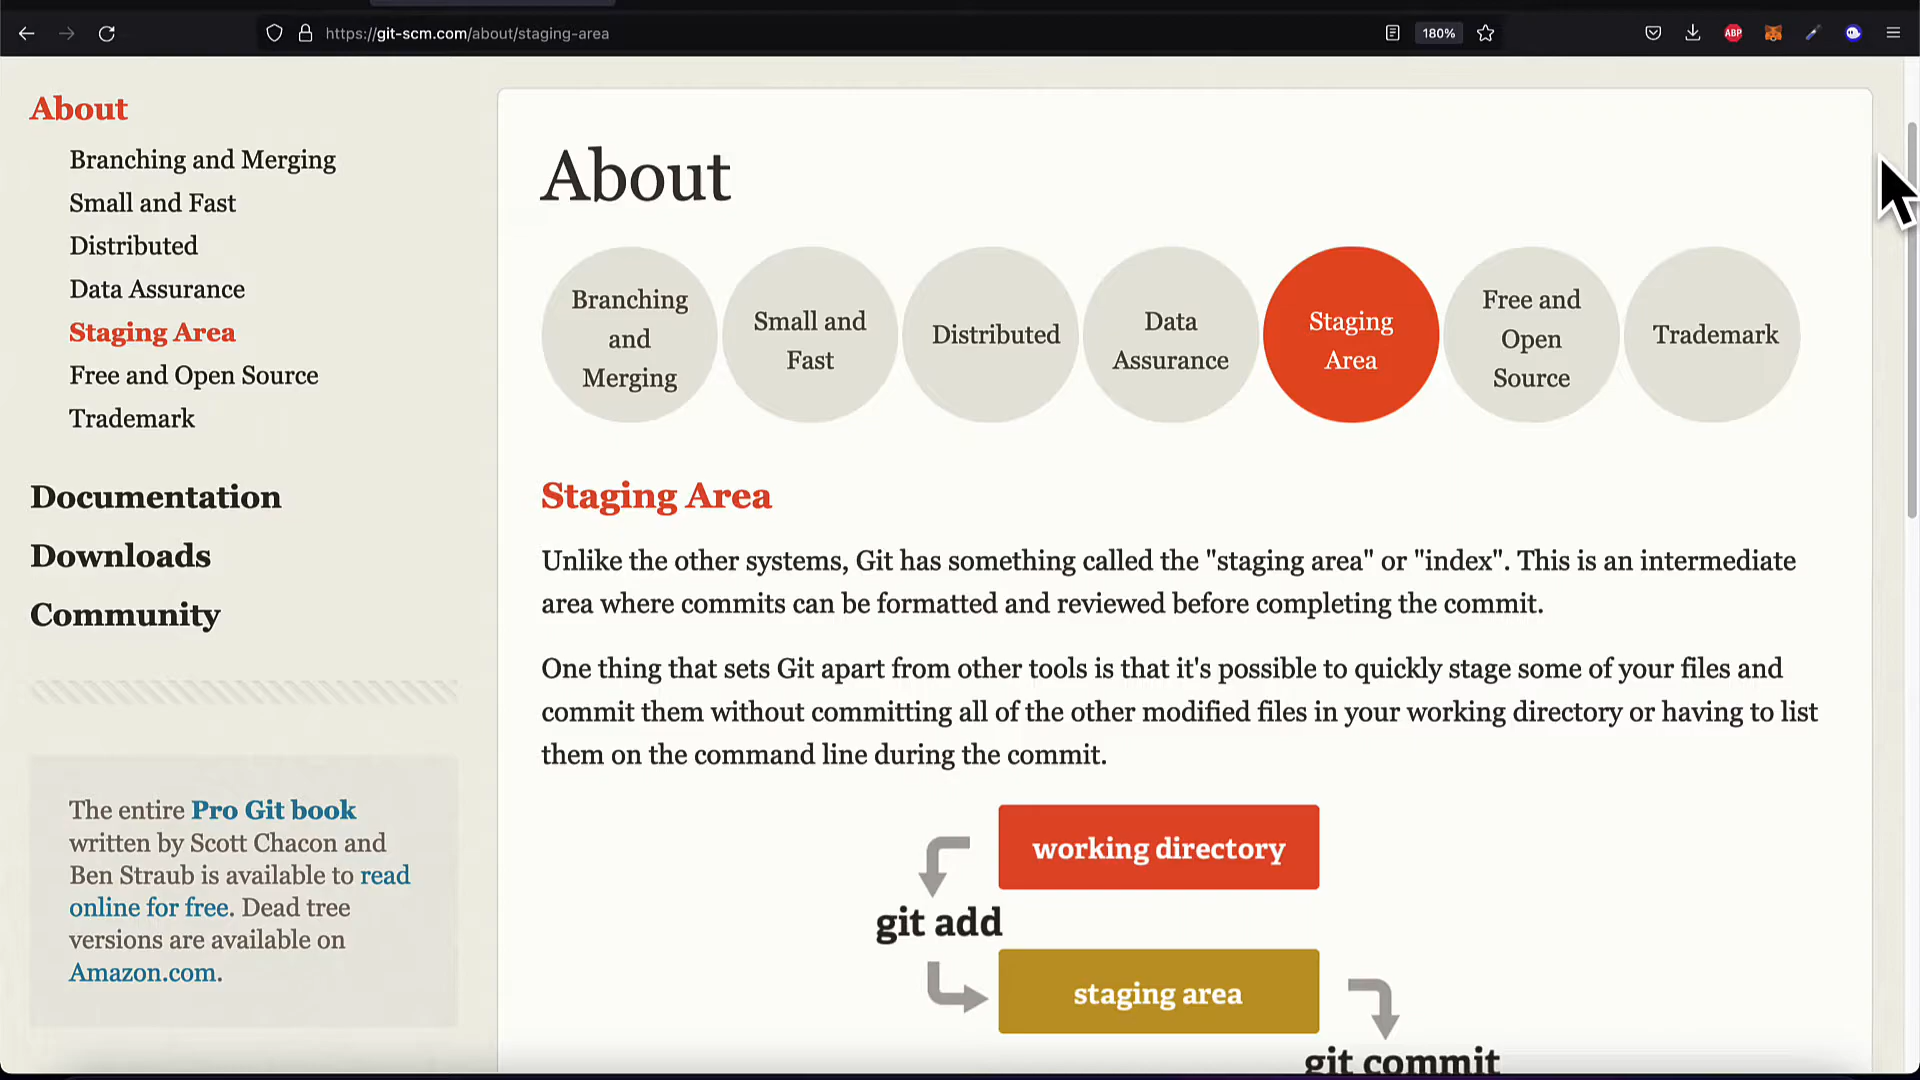 https://git-scm.com/about/staging-area
180%
ABP
About
Branching and Merging
Small and Fast
Distributed
Data Assurance
Staging Area
Free and Open Source
Trademark
Documentation
Downloads
Community
The entire Pro Git book
written by Scott Chacon and
Ben Straub is available to read
online for free. Dead tree
versions are available on
Amazon.com.
About
Branching
and
Merging
Small and
Fast
Distributed
Data
Assurance
Staging
Area
Free and
Open
Source
Trademark
Staging Area
Unlike the other systems, Git has something called the "staging area" or "index". This is an intermediate
area where commits can be formatted and reviewed before completing the commit.
One thing that sets Git apart from other tools is that it's possible to quickly stage some of your files and
commit them without committing all of the other modified files in your working directory or having to list
them on the command line during the commit.
working directory
git add
staging area
git commit